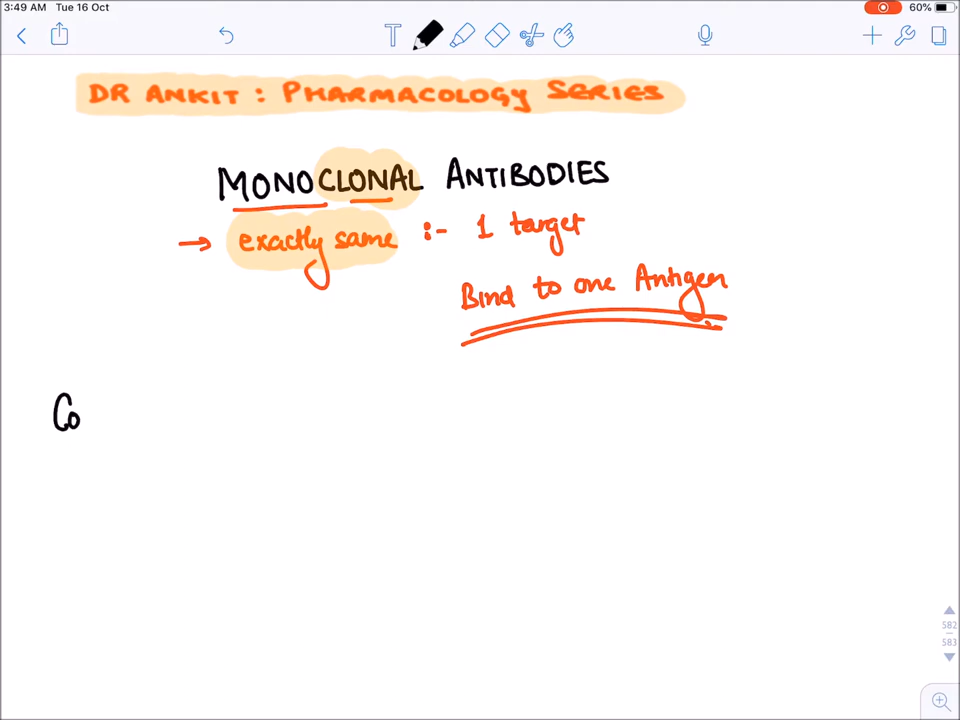 3:49 AM Tue 16 Oct 60%
T
DR ANKIT : PHARMACOLOGY SERIES
MONOCLONAL ANTIBODIES
→ exactly same :- 1 target
Bind to one Antigen
Co
582
583